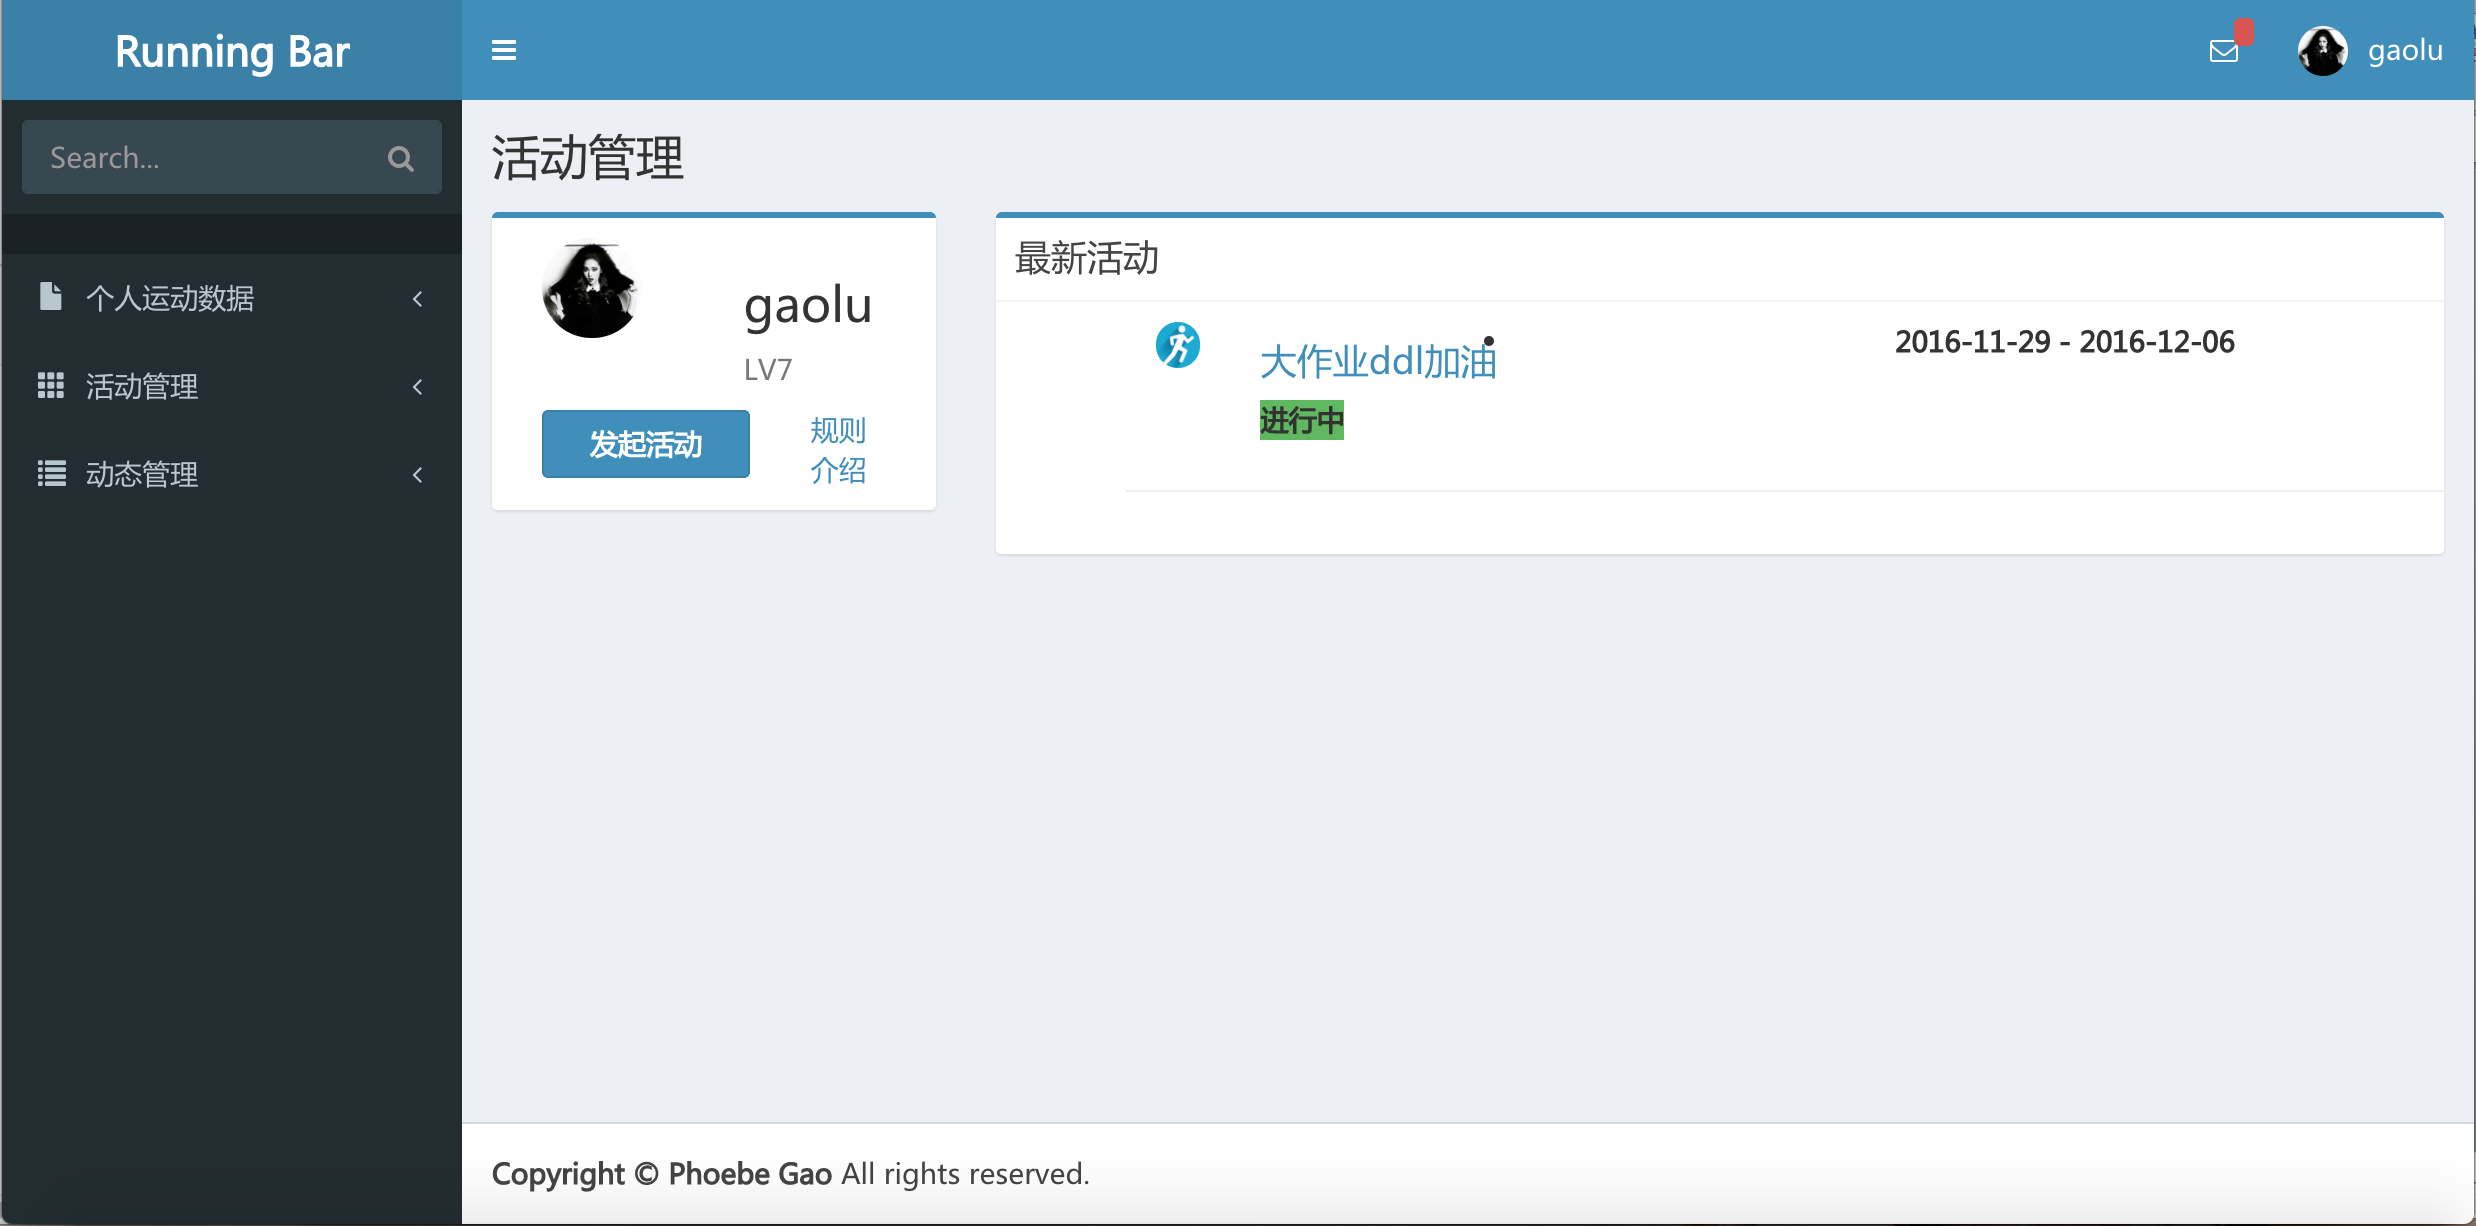 Running Bar
gaolu
Search...
个人运动数据
活动管理
动态管理
活动管理
gaolu
LV7
发起活动
规则
介绍
最新活动
大作业ddl加油
2016-11-29 - 2016-12-06
进行中
Copyright © Phoebe Gao All rights reserved.